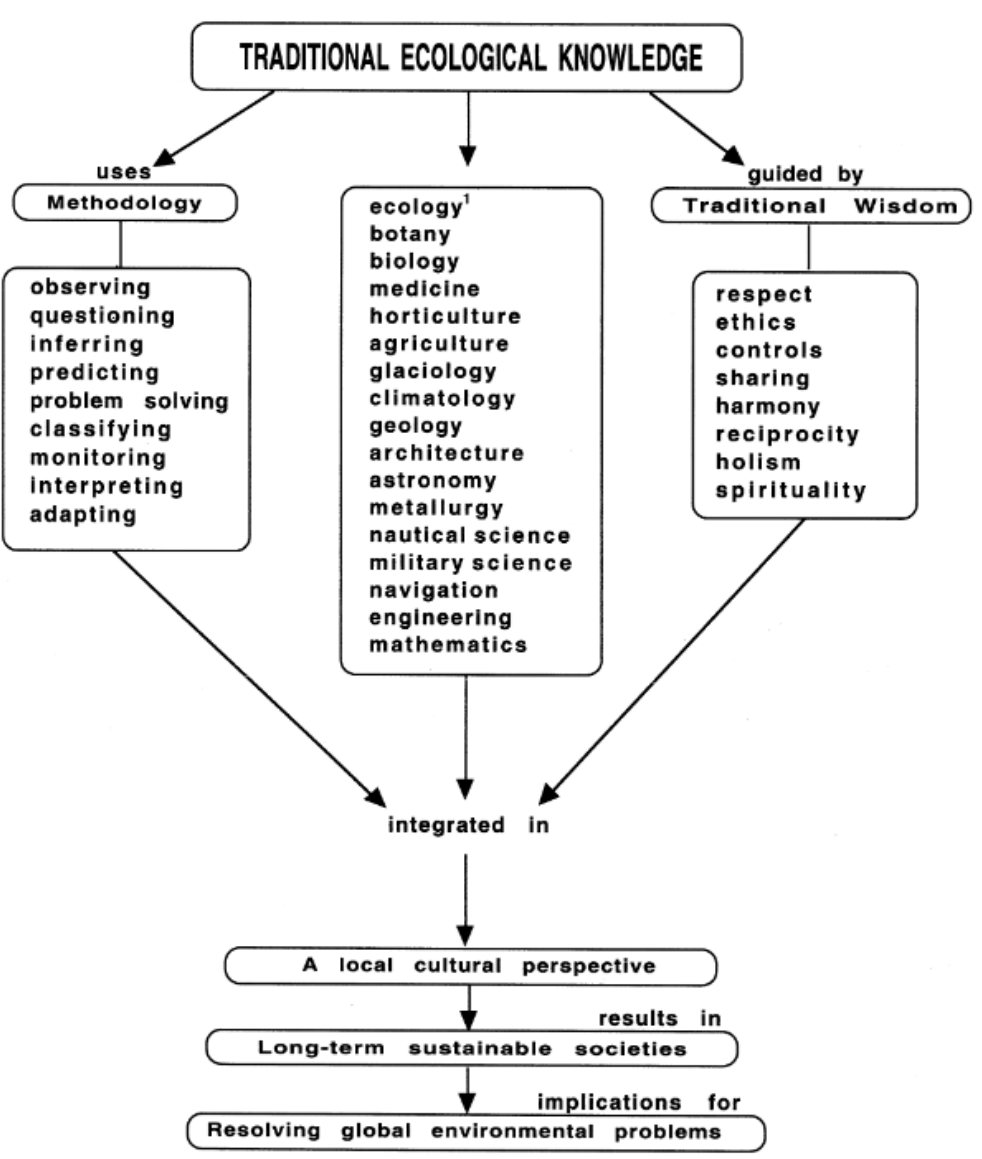 TRADITIONAL ECOLOGICAL KNOWLEDGE
uses
Methodology
observing
questioning
inferring
predicting
problem solving
classifying
monitoring
interpreting
adapting
ecology¹
botany
biology
medicine
horticulture
agriculture
glaciology
climatology
geology
architecture
astronomy
metallurgy
nautical science
military science
navigation
engineering
mathematics
guided by
Traditional Wisdom
respect
ethics
controls
sharing
harmony
reciprocity
holism
spirituality
integrated in
A local cultural perspective
results in
Long-term sustainable societies
implications for
Resolving global environmental problems